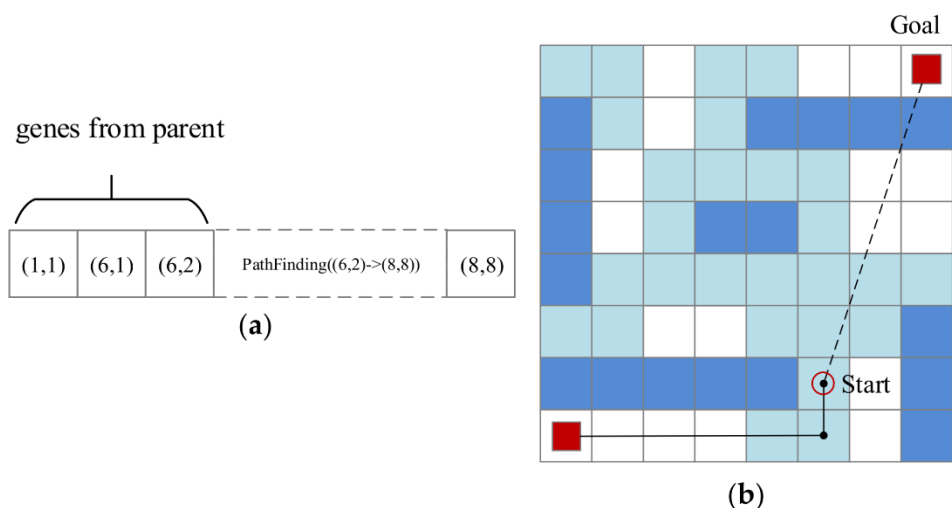 Goal
genes from parent
(1,1) (6,1) (6,2) PathFinding((6,2)->(8,8)) (8,8)
(a)
Start
(b)